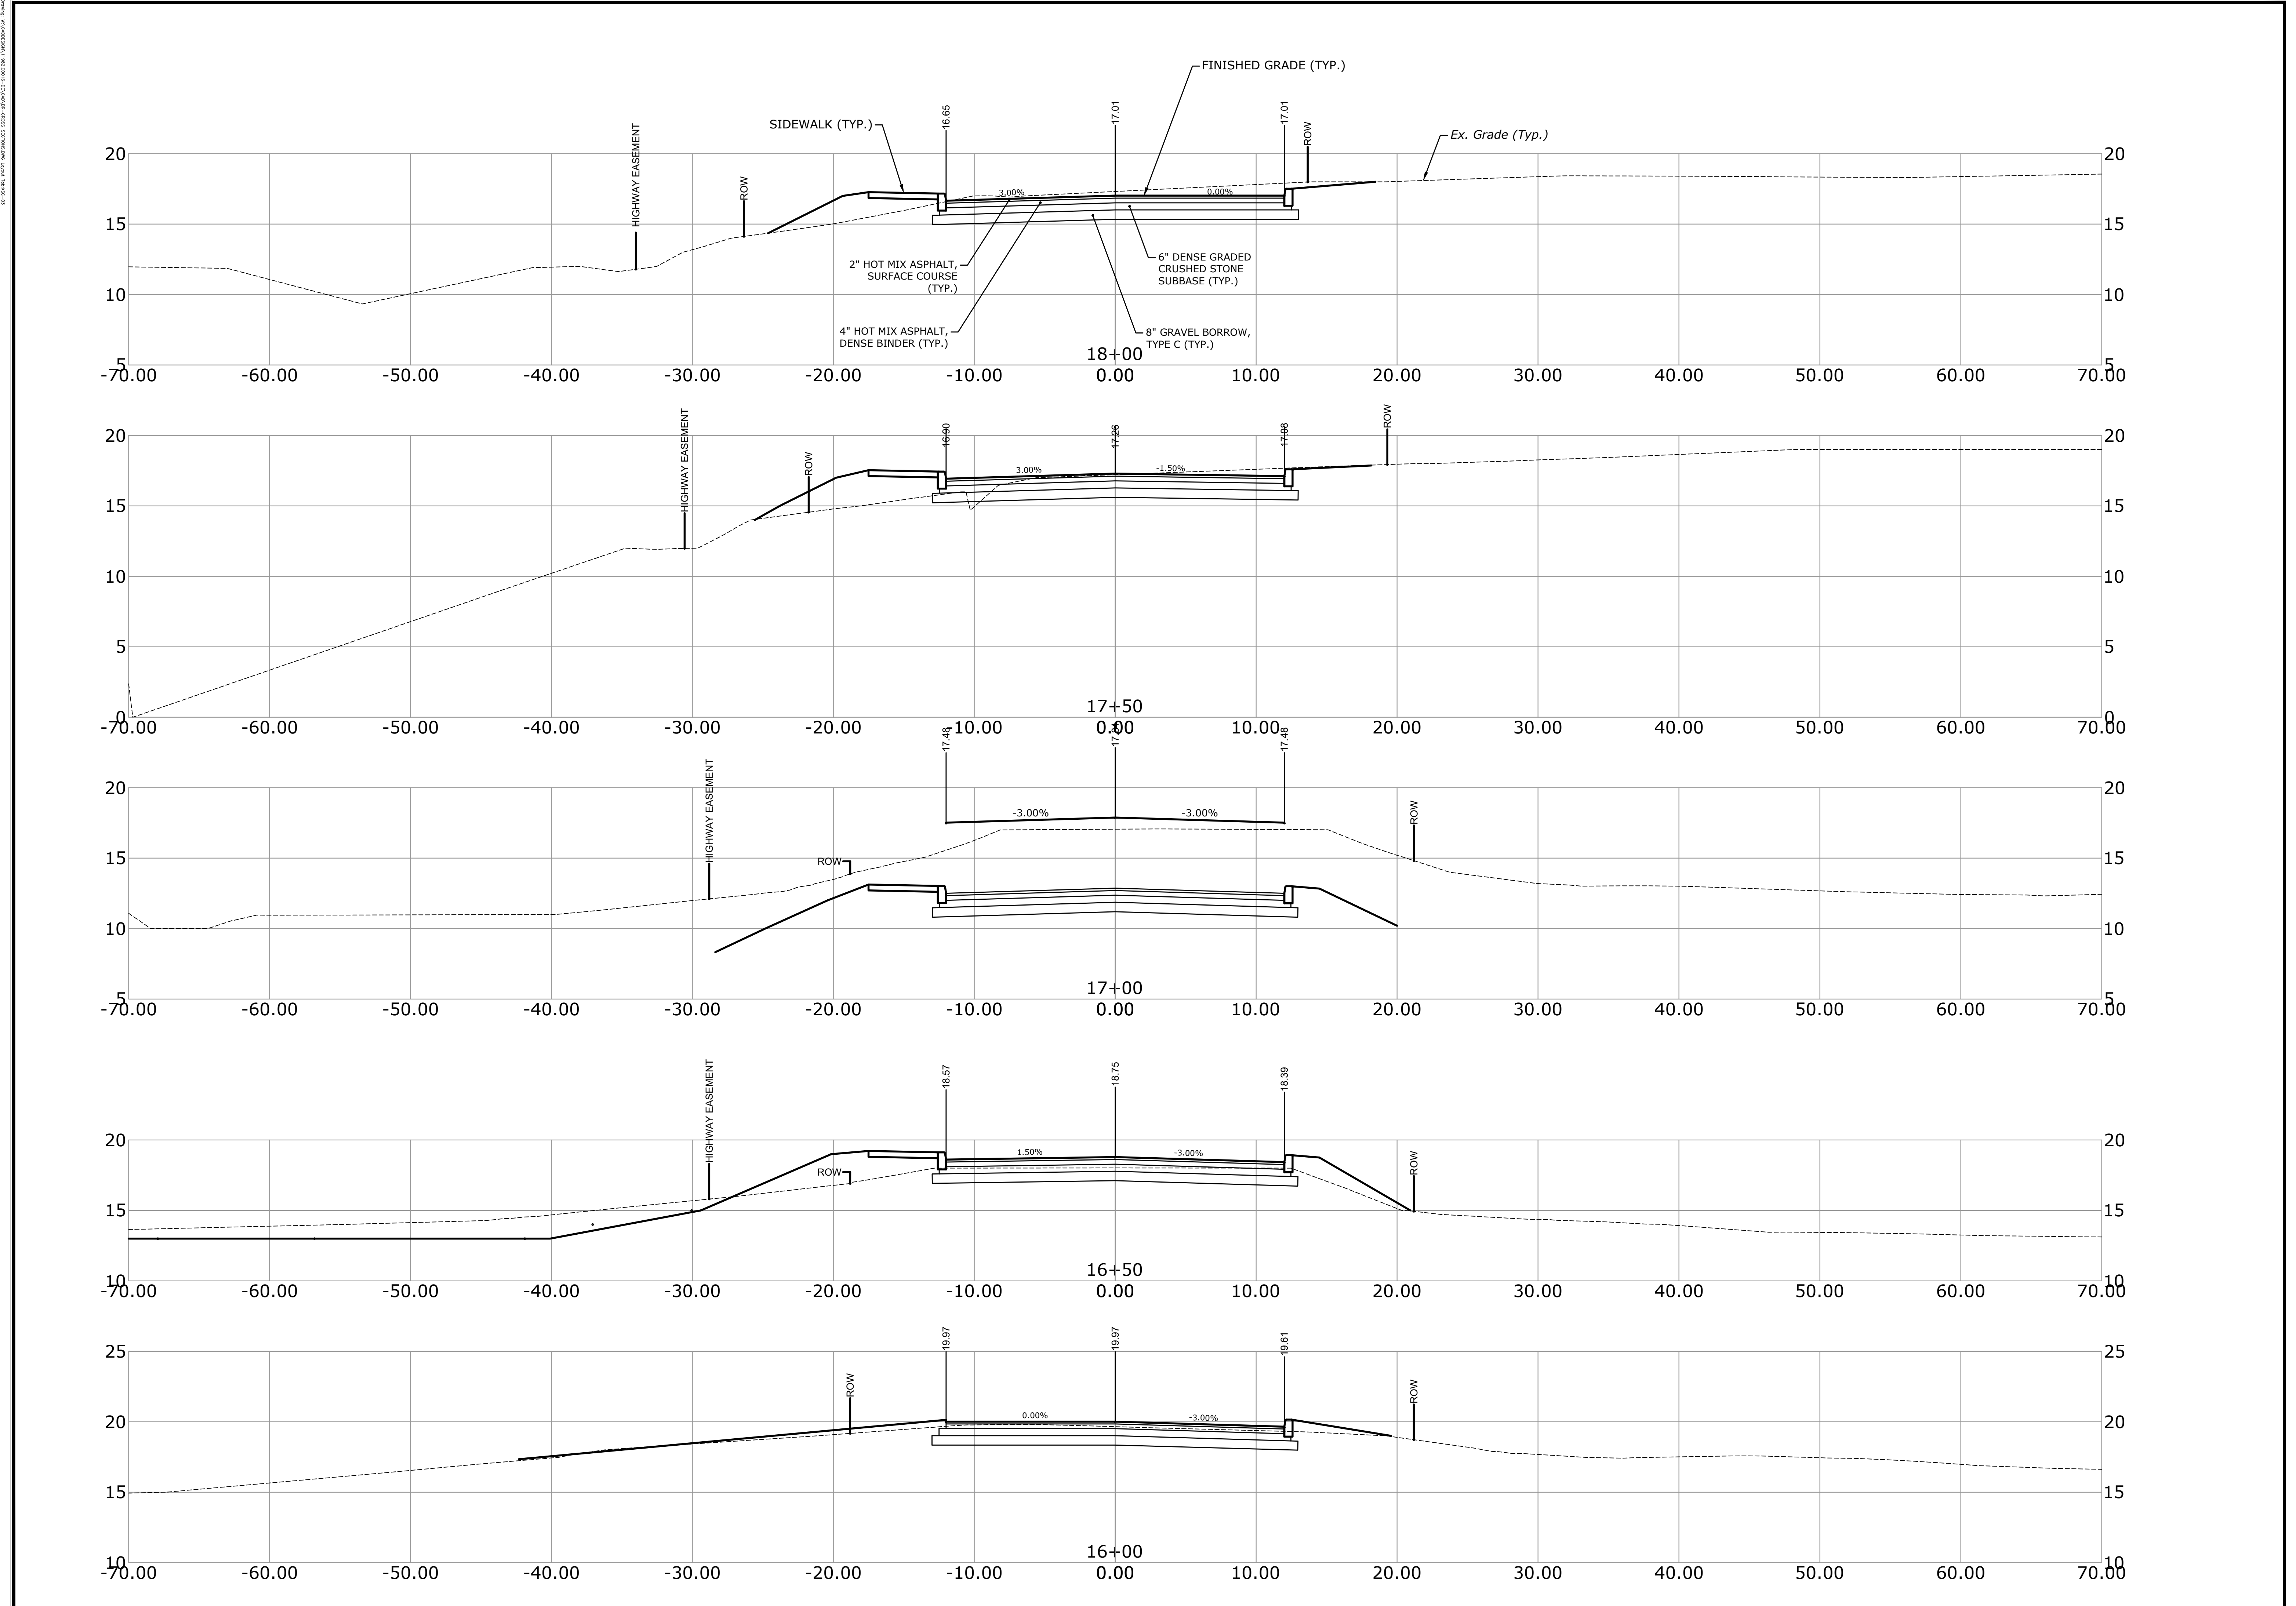 FINISHED GRADE (TYP.)
SIDEWALK (TYP.)
Ex. Grade (Typ.)
HIGHWAY EASEMENT
ROW
16.65
17.01
17.01
ROW
20
20
3.00%
0.00%
15
15
2" HOT MIX ASPHALT,
SURFACE COURSE
(TYP.)
6" DENSE GRADED
CRUSHED STONE
SUBBASE (TYP.)
10
10
4" HOT MIX ASPHALT,
DENSE BINDER (TYP.)
8" GRAVEL BORROW,
TYPE C (TYP.)
18+00
5
5
-70.00 -60.00 -50.00 -40.00 -30.00 -20.00 -10.00 0.00 10.00 20.00 30.00 40.00 50.00 60.00 70.00
HIGHWAY EASEMENT
ROW
16.90
17.26
17.08
ROW
20
20
3.00%
-1.50%
15
15
10
10
5
5
17+50
0
0
-70.00 -60.00 -50.00 -40.00 -30.00 -20.00 -10.00 0.00 10.00 20.00 30.00 40.00 50.00 60.00 70.00
17.48
17.48
HIGHWAY EASEMENT
ROW
ROW
20
20
-3.00%
-3.00%
15
15
10
10
17+00
5
5
-70.00 -60.00 -50.00 -40.00 -30.00 -20.00 -10.00 0.00 10.00 20.00 30.00 40.00 50.00 60.00 70.00
HIGHWAY EASEMENT
ROW
18.57
18.75
18.39
ROW
20
20
1.50%
-3.00%
15
15
16+50
10
10
-70.00 -60.00 -50.00 -40.00 -30.00 -20.00 -10.00 0.00 10.00 20.00 30.00 40.00 50.00 60.00 70.00
19.97
19.97
19.61
25
25
ROW
ROW
20
20
0.00%
-3.00%
15
15
16+00
10
10
-70.00 -60.00 -50.00 -40.00 -30.00 -20.00 -10.00 0.00 10.00 20.00 30.00 40.00 50.00 60.00 70.00